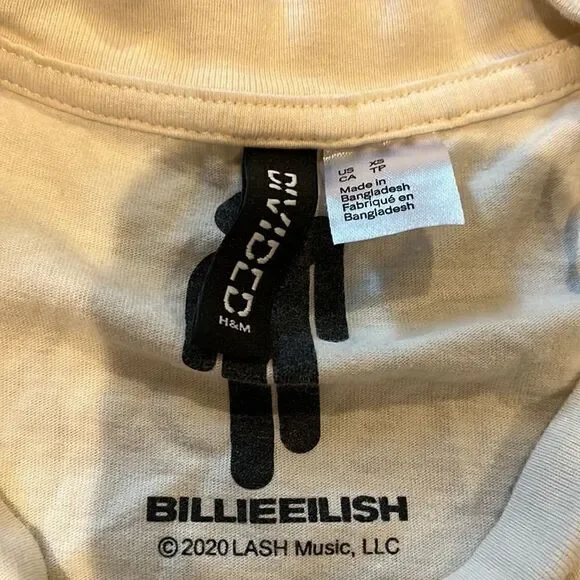 DIVIDED
H&M
US XS
CA TP
Made in
Bangladesh
Fabriqué en
Bangladesh
BILLIEEILISH
©2020 LASH Music, LLC